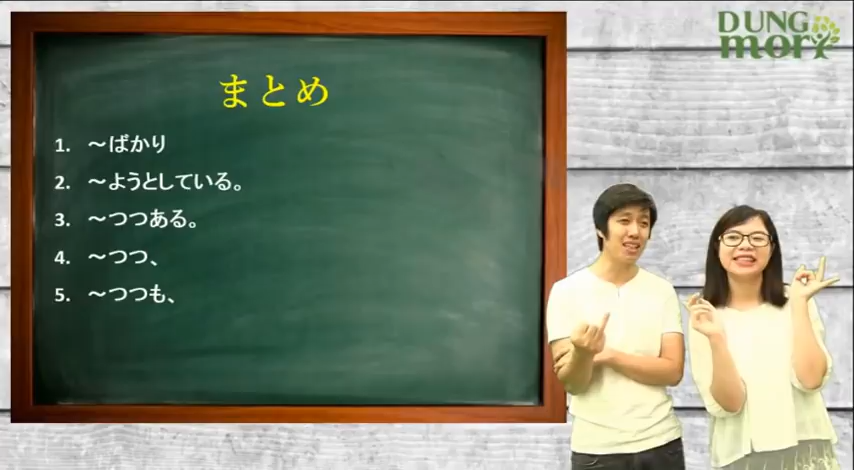 DUNG
mori
まとめ
1. ～ばかり
2. ～ようとしている。
3. ～つつある。
4. ～つつ、
5. ～つつも、